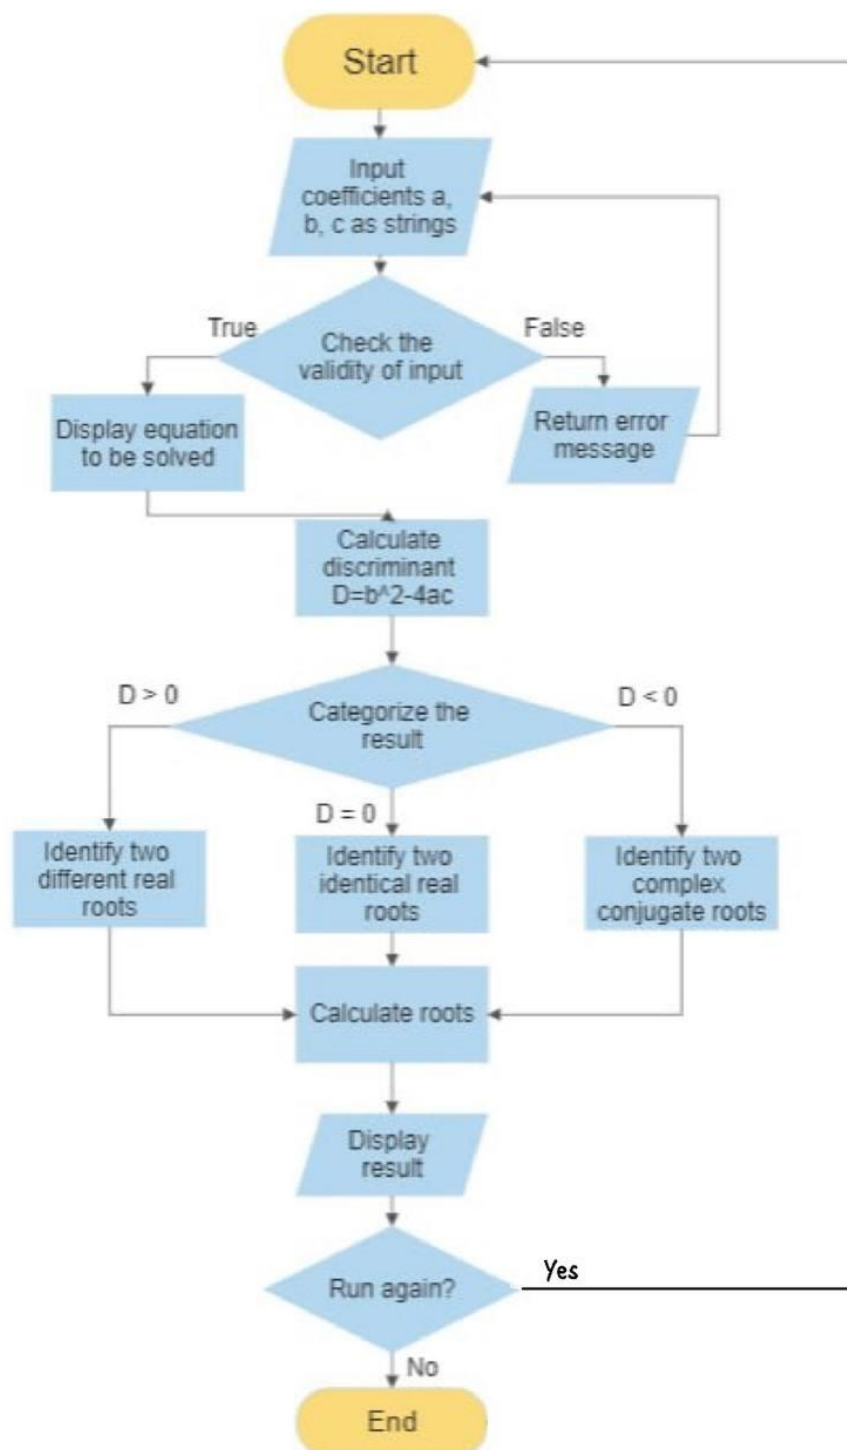 Start
Input
coefficients a,
b, c as strings
True
False
Check the
validity of input
Display equation
to be solved
Return error
message
Calculate
discriminant
D=b^2-4ac
D > 0
D < 0
Categorize the
result
D = 0
Identify two
different real
roots
Identify two
identical real
roots
Identify two
complex
conjugate roots
Calculate roots
Display
result
Run again?
Yes
No
End